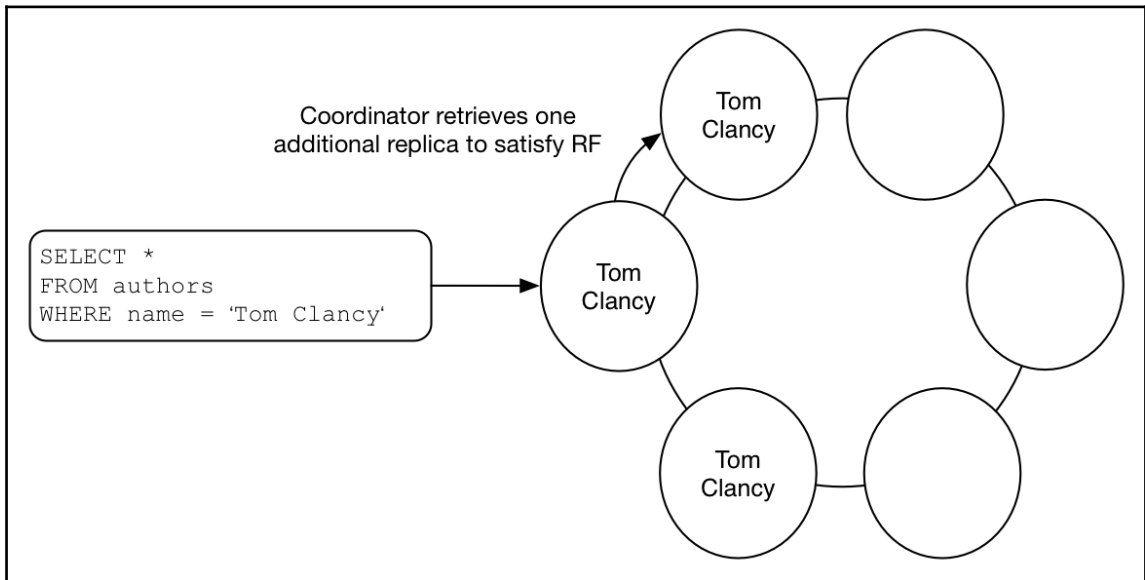 Coordinator retrieves one
additional replica to satisfy RF
Tom
Clancy
SELECT *
FROM authors
WHERE name = ‘Tom Clancy‘
Tom
Clancy
Tom
Clancy